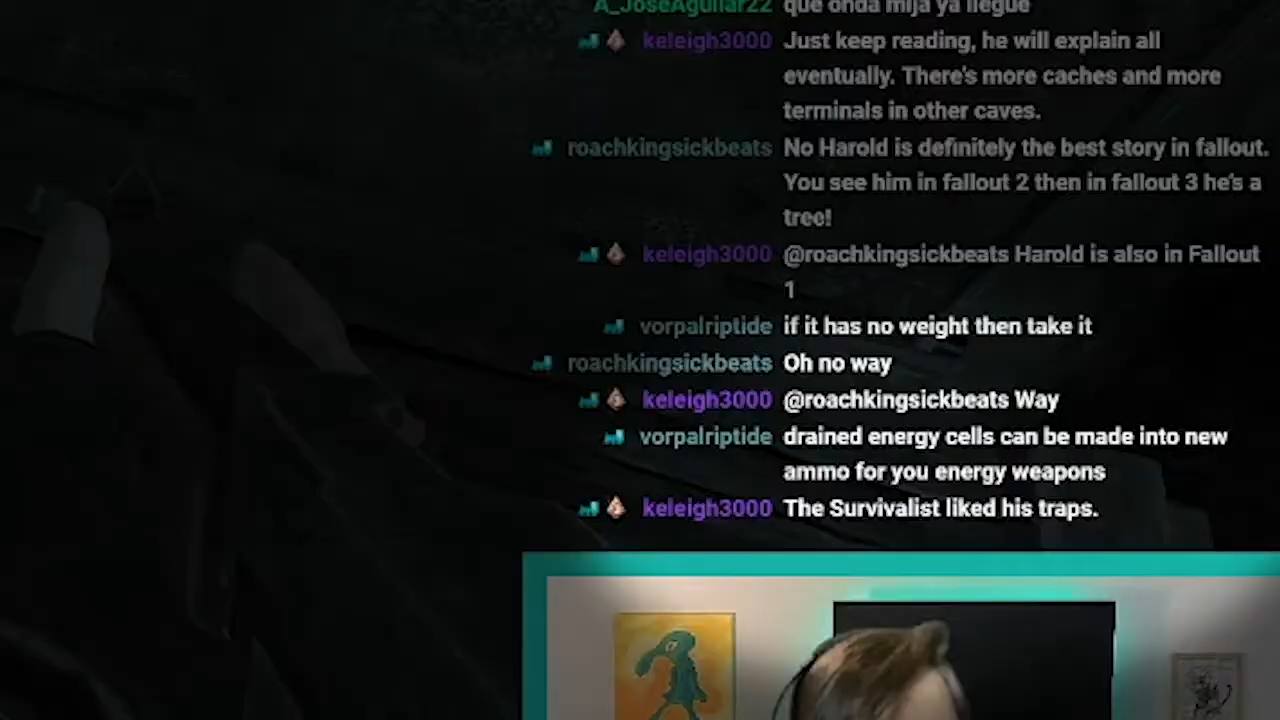 A_JoseAguilar22 que onda mija ya llegue
keleigh3000 Just keep reading, he will explain all
eventually. There's more caches and more
terminals in other caves.
roachkingsickbeats No Harold is definitely the best story in fallout.
You see him in fallout 2 then in fallout 3 he's a
tree!
keleigh3000 @roachkingsickbeats Harold is also in Fallout
1
vorpalriptide if it has no weight then take it
roachkingsickbeats Oh no way
keleigh3000 @roachkingsickbeats Way
vorpalriptide drained energy cells can be made into new
ammo for you energy weapons
keleigh3000 The Survivalist liked his traps.